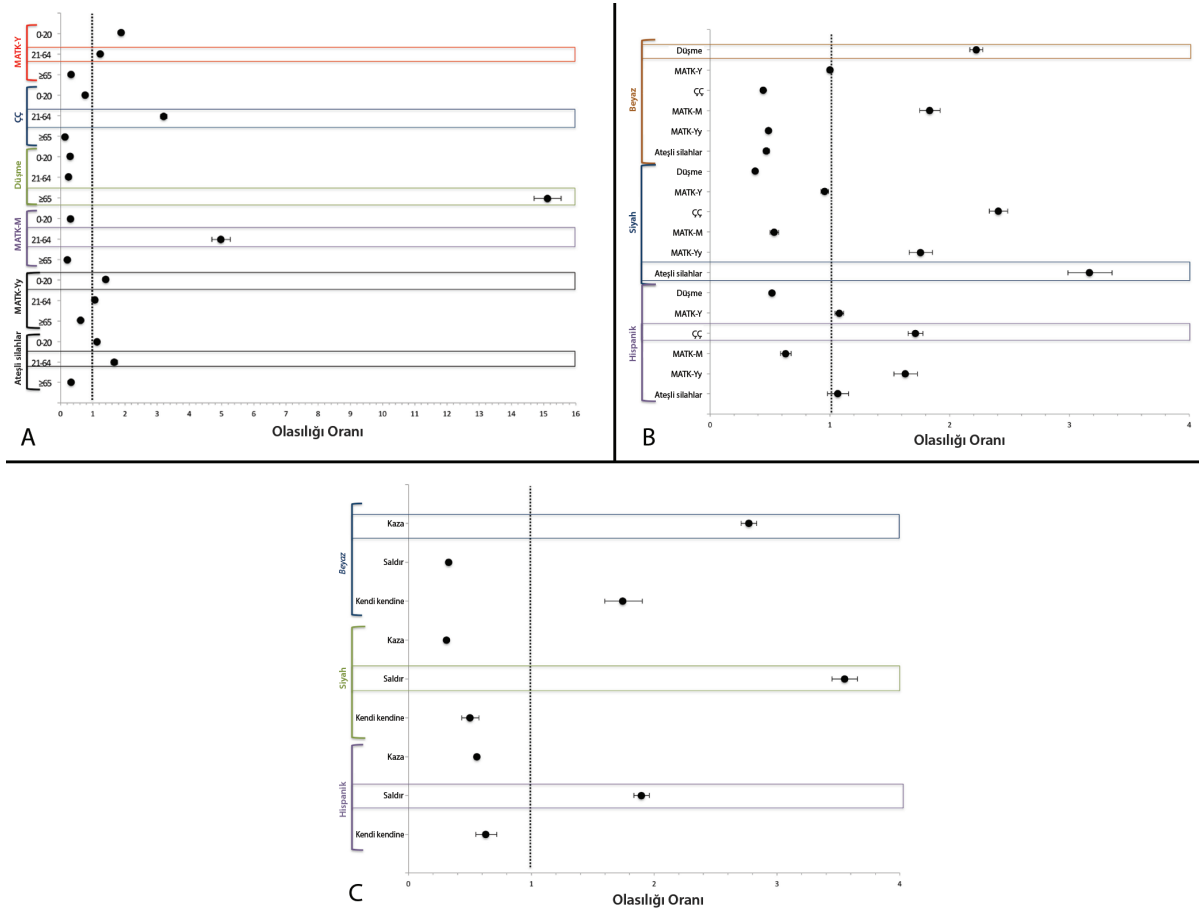 MATK-Y
0-20
21-64
≥65
ÇÇ
0-20
21-64
≥65
Düşme
0-20
21-64
≥65
MATK-M
0-20
21-64
≥65
MATK-Yy
0-20
21-64
≥65
Ateşli silahlar
0-20
21-64
≥65
0 1 2 3 4 5 6 7 8 9 10 11 12 13 14 15 16
Olasılığı Oranı
A
Beyaz
Düşme
MATK-Y
ÇÇ
MATK-M
MATK-Yy
Ateşli silahlar
Siyah
Düşme
MATK-Y
ÇÇ
MATK-M
MATK-Yy
Ateşli silahlar
Hispanik
Düşme
MATK-Y
ÇÇ
MATK-M
MATK-Yy
Ateşli silahlar
0 1 2 3 4
Olasılığı Oranı
B
Beyaz
Kaza
Saldır
Kendi kendine
Siyah
Kaza
Saldır
Kendi kendine
Hispanik
Kaza
Saldır
Kendi kendine
0 1 2 3 4
Olasılığı Oranı
C